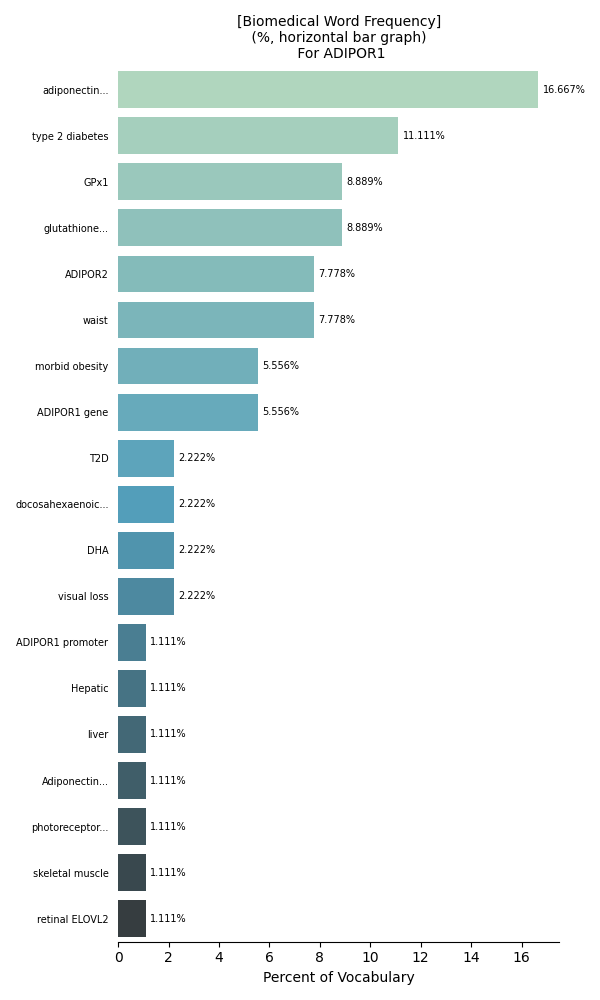 [Biomedical Word Frequency]
(%, horizontal bar graph)
For ADIPOR1
adiponectin... 16.667%
type 2 diabetes 11.111%
GPx1 8.889%
glutathione... 8.889%
ADIPOR2 7.778%
waist 7.778%
morbid obesity 5.556%
ADIPOR1 gene 5.556%
T2D 2.222%
docosahexaenoic... 2.222%
DHA 2.222%
visual loss 2.222%
ADIPOR1 promoter 1.111%
Hepatic 1.111%
liver 1.111%
Adiponectin... 1.111%
photoreceptor... 1.111%
skeletal muscle 1.111%
retinal ELOVL2 1.111%
0 2 4 6 8 10 12 14 16
Percent of Vocabulary